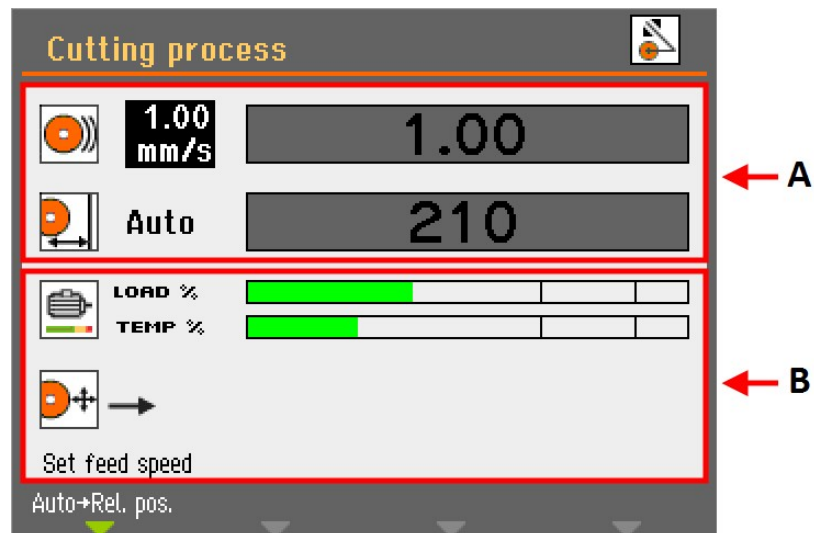 Cutting process
1.00
mm/s
1.00
A
Auto
210
LOAD %
TEMP %
B
Set feed speed
Auto→Rel. pos.